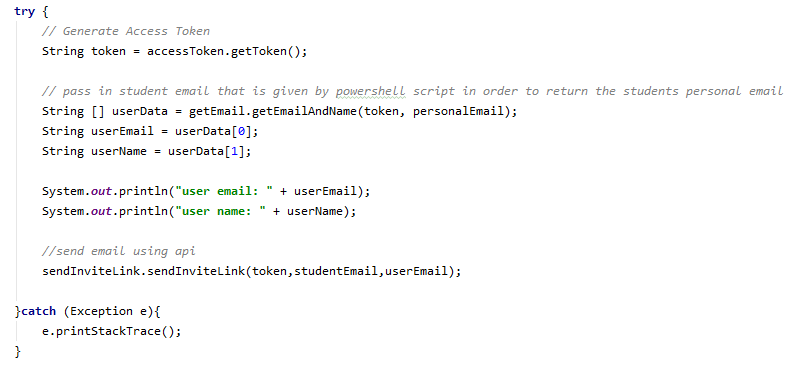 try {
// Generate Access Token
String token = accessToken.getToken();
// pass in student email that is given by powershell script in order to return the students personal email
String [] userData = getEmail.getEmailAndName(token, personalEmail);
String userEmail = userData[0];
String userName = userData[1];
System.out.println("user email: " + userEmail);
System.out.println("user name: " + userName);
//send email using api
sendInviteLink.sendInviteLink(token,studentEmail,userEmail);
}catch (Exception e){
e.printStackTrace();
}